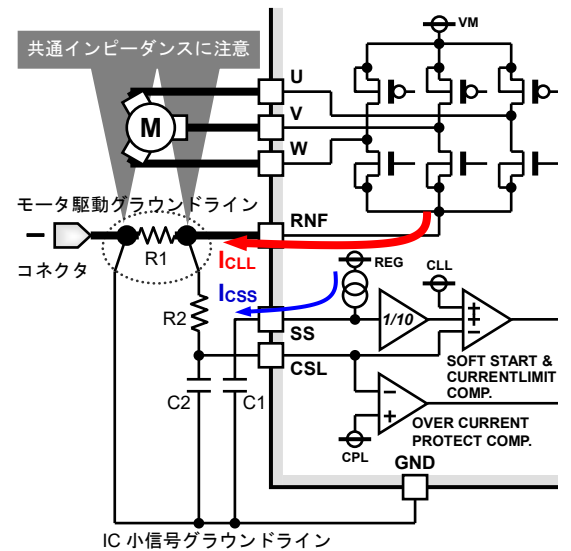 共通インピーダンスに注意
VM
U
V
W
M
モータ駆動グラウンドライン
RNF
コネクタ
R1
ICLL
ICSS
REG
CLL
R2
SS
1/10
CSL
SOFT START &
CURRENTLIMIT
COMP.
C2
C1
OVER CURRENT
PROTECT COMP.
CPL
GND
IC 小信号グラウンドライン